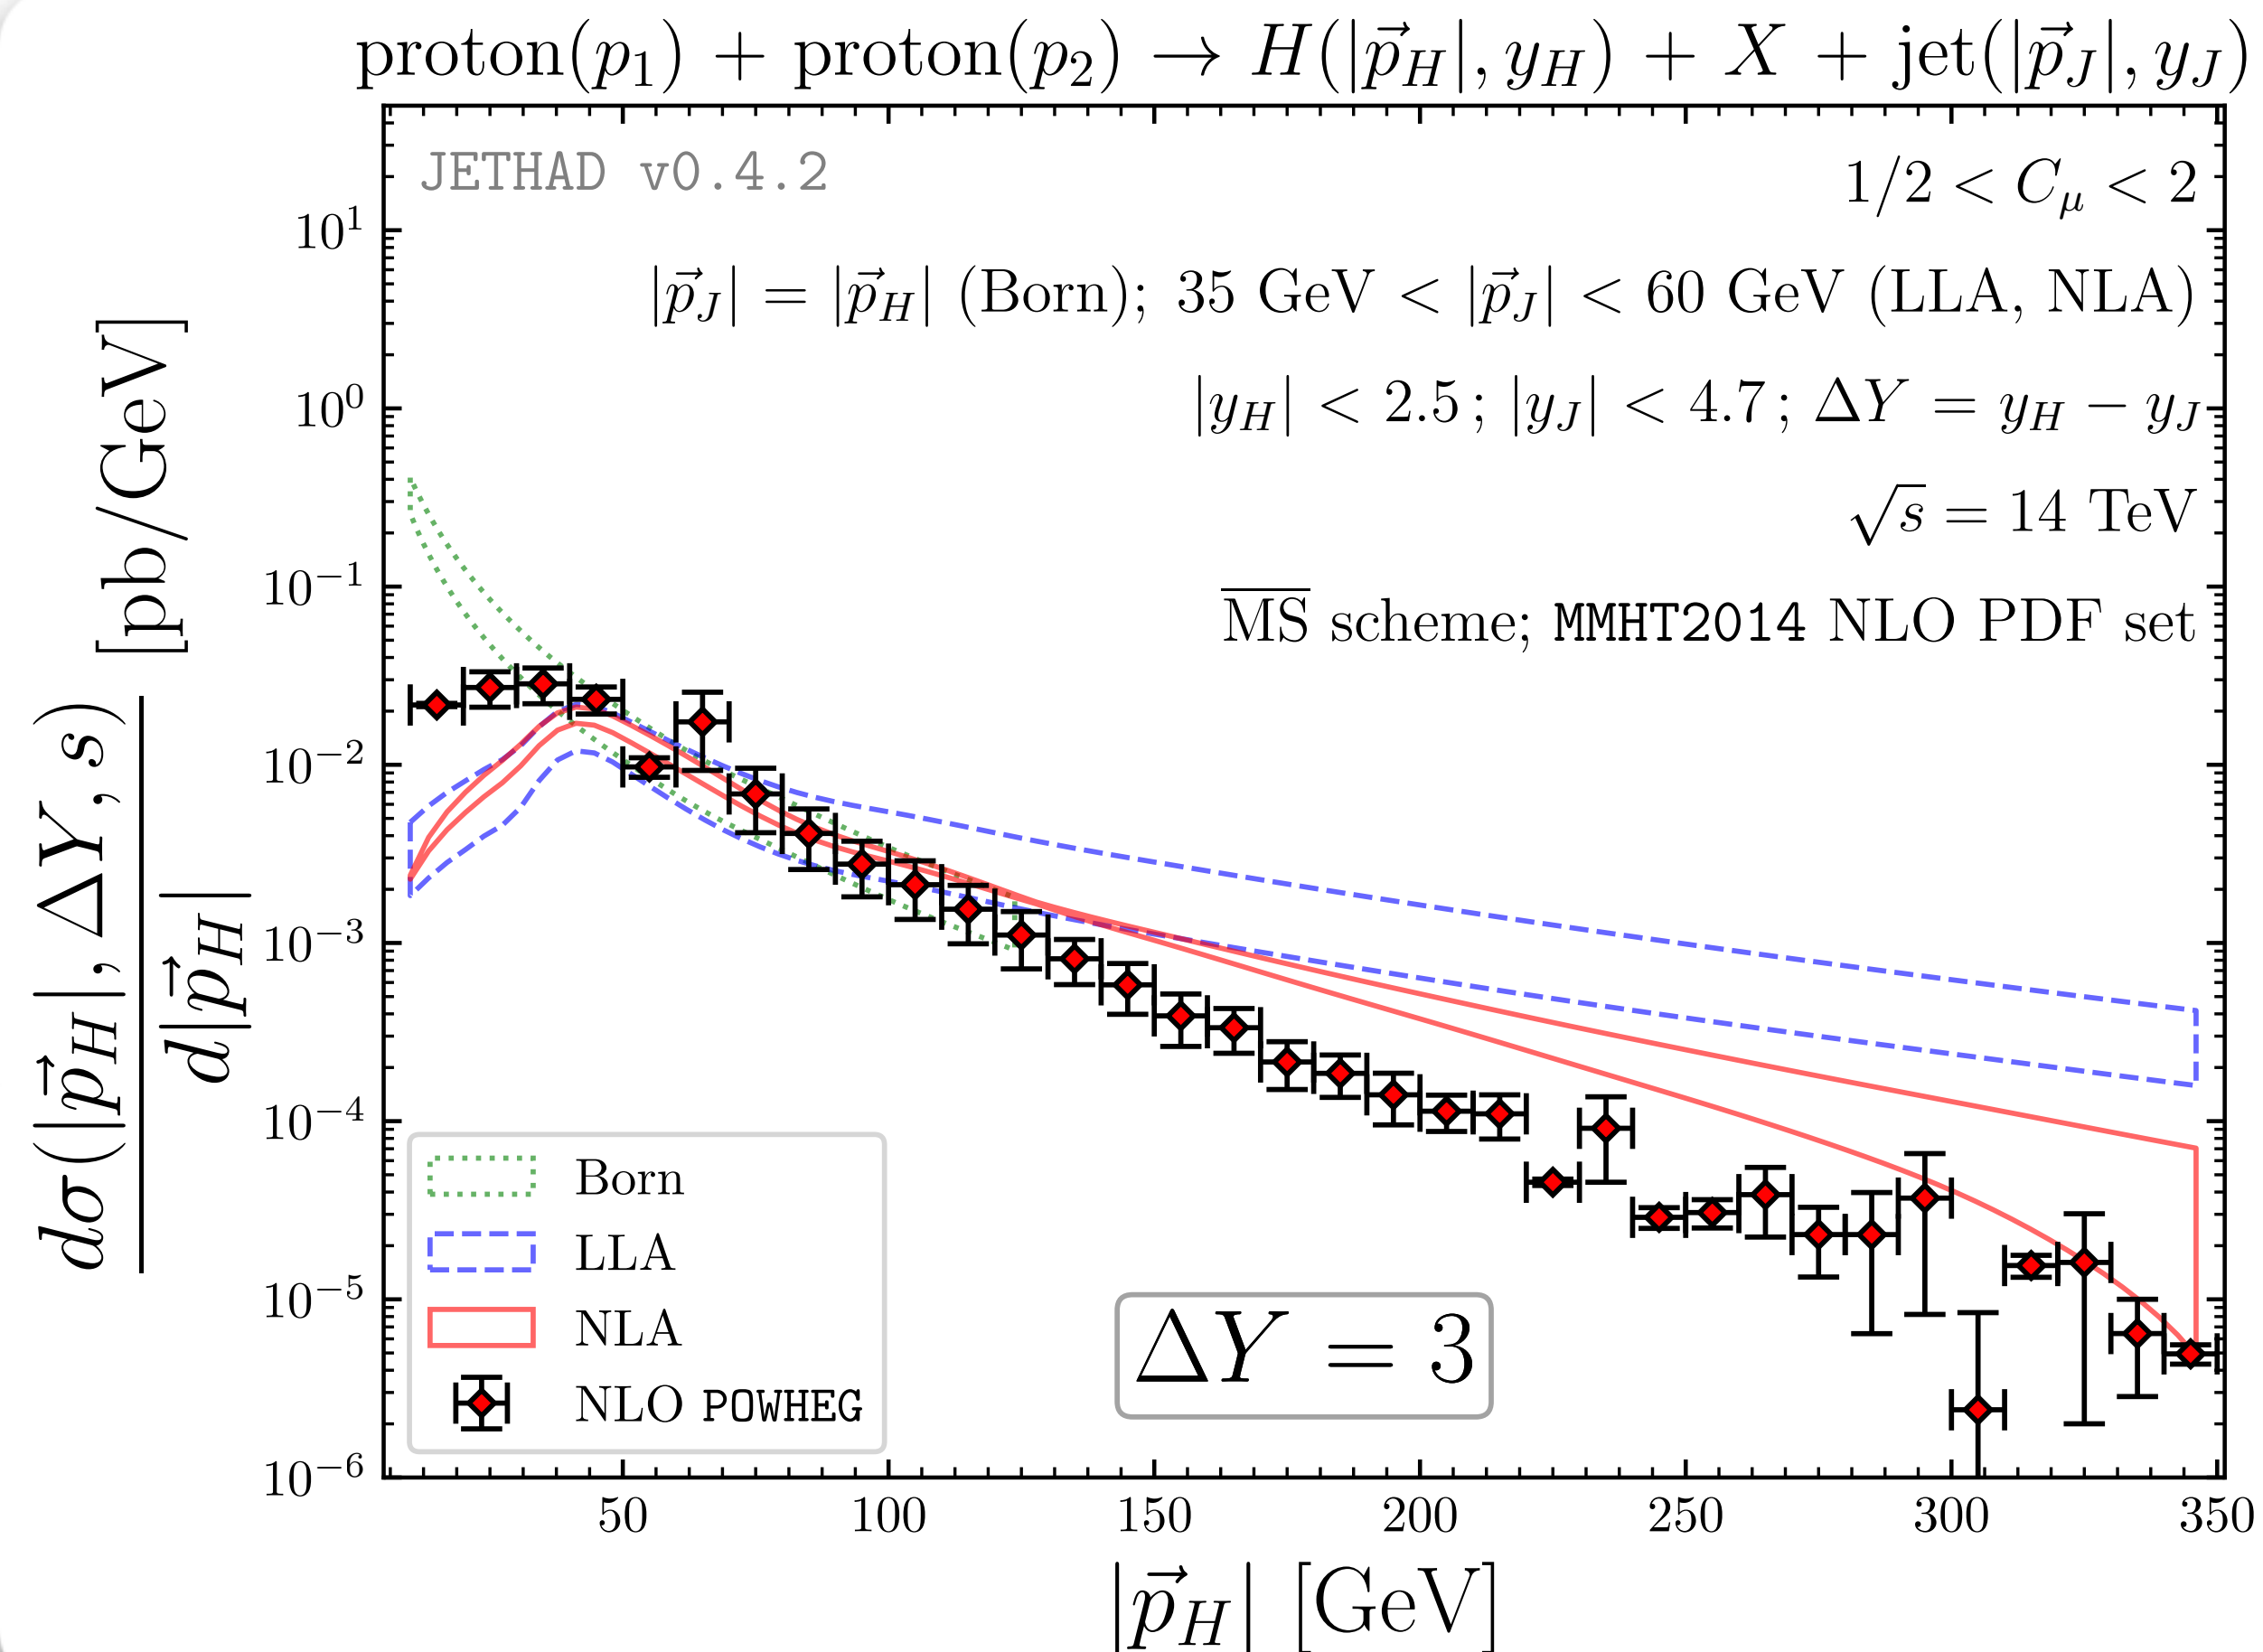 proton(p₁) + proton(p₂) → H(|p⃗_H|, y_H) + X + jet(|p⃗_J|, y_J)
JETHAD v0.4.2
1/2 < C_μ < 2
|p⃗_J| = |p⃗_H| (Born); 35 GeV < |p⃗_J| < 60 GeV (LLA, NLA)
|y_H| < 2.5; |y_J| < 4.7; ΔY = y_H − y_J
√s = 14 TeV
M̅S̅ scheme; MMHT2014 NLO PDF set
dσ(|p⃗_H|, ΔY, s)
d|p⃗_H|
[pb/GeV]
10¹
10⁰
10⁻¹
10⁻²
10⁻³
10⁻⁴
10⁻⁵
10⁻⁶
Born
LLA
NLA
NLO POWHEG
ΔY = 3
50 100 150 200 250 300 350
|p⃗_H| [GeV]